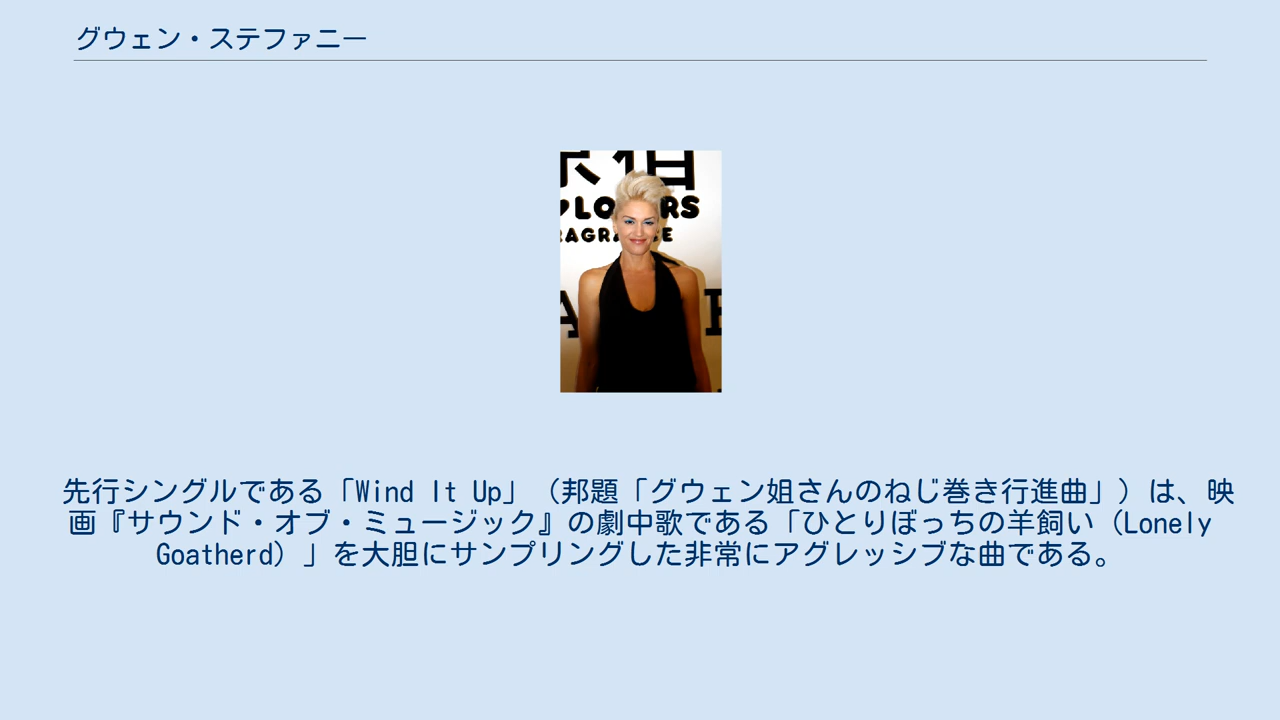 グウェン・ステファニー
LO RS
RAGRA CE
先行シングルである「Wind It Up」（邦題「グウェン姐さんのねじ巻き行進曲」）は、映
画『サウンド・オブ・ミュージック』の劇中歌である「ひとりぼっちの羊飼い（Lonely
Goatherd）」を大胆にサンプリングした非常にアグレッシブな曲である。